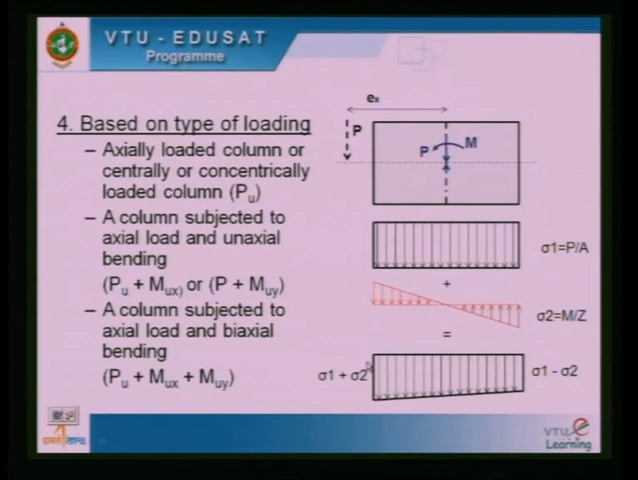 VTU - EDUSAT
Programme
4. Based on type of loading
– Axially loaded column or
centrally or concentrically
loaded column (Pu)
– A column subjected to
axial load and unaxial
bending
(Pu + Mux) or (P + Muy)
– A column subjected to
axial load and biaxial
bending
(Pu + Mux + Muy)
ex
P
P
M
σ1=P/A
+
σ2=M/Z
=
σ1 + σ2
σ1 - σ2
VTU e
Learning